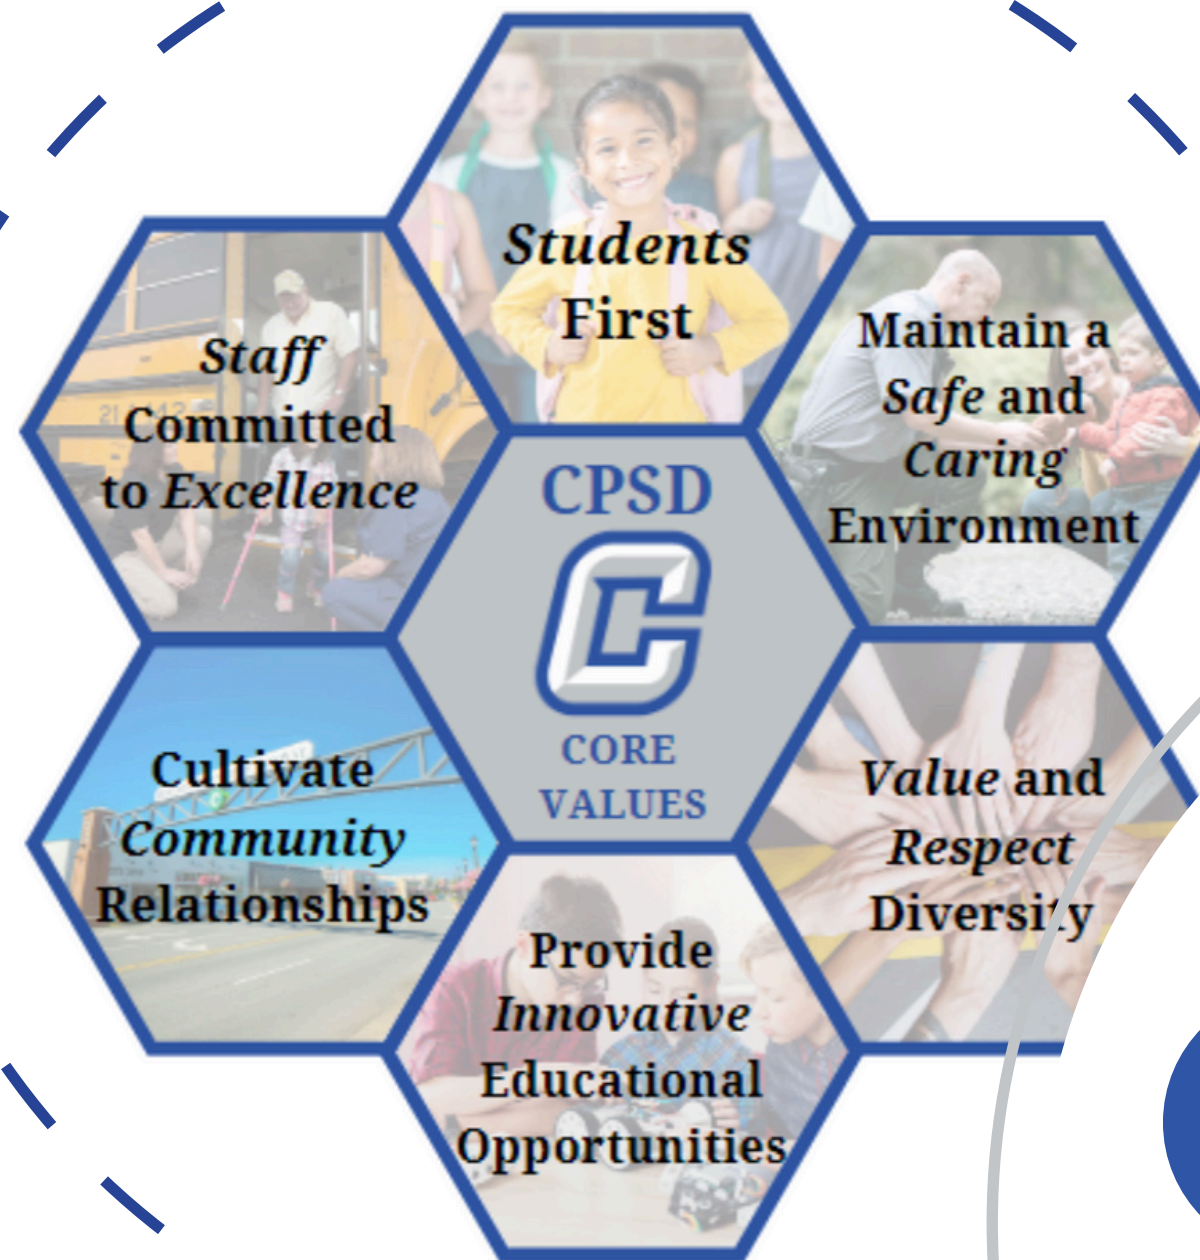 Students
First
Staff
Committed
to Excellence
Maintain a
Safe and
Caring
Environment
CPSD
C
CORE
VALUES
Cultivate
Community
Relationships
Value and
Respect
Diversity
Provide
Innovative
Educational
Opportunities